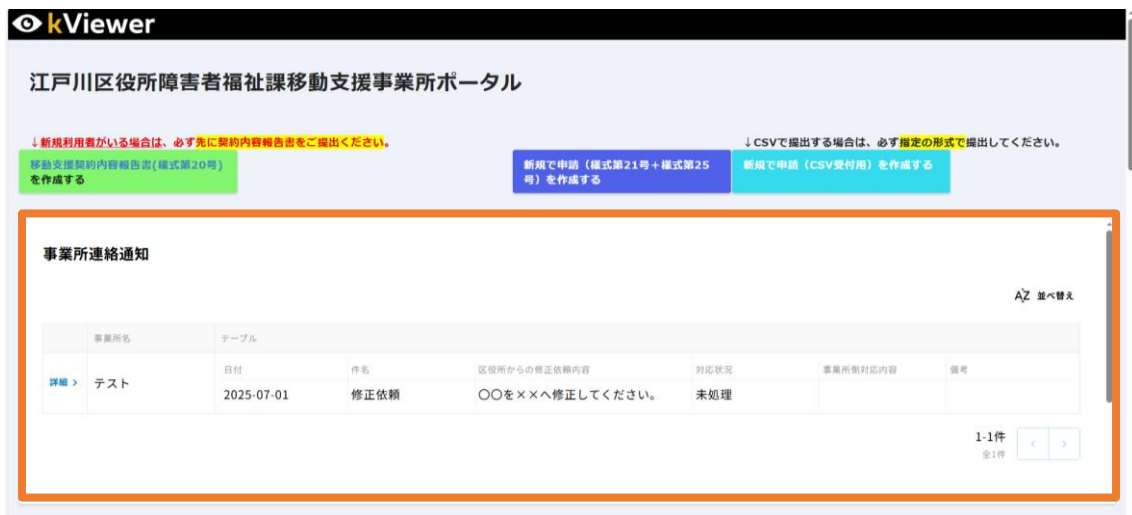 kViewer
江戸川区役所障害者福祉課移動支援事業所ポータル
↓新規利用者がいる場合は、必ず先に契約内容報告書をご提出ください。
↓CSVで提出する場合は、必ず指定の形式で提出してください。
移動支援契約内容報告書(様式第20号)
を作成する
新規で申請（様式第21号＋様式第25
号）を作成する
新規で申請（CSV受付用）を作成する
事業所連絡通知
AZ 並べ替え
事業所名 テーブル
日付 件名 区役所からの修正依頼内容 対応状況 事業所側対応内容 備考
詳細 > テスト
2025-07-01 修正依頼 〇〇を××へ修正してください。 未処理
1-1件
全1件